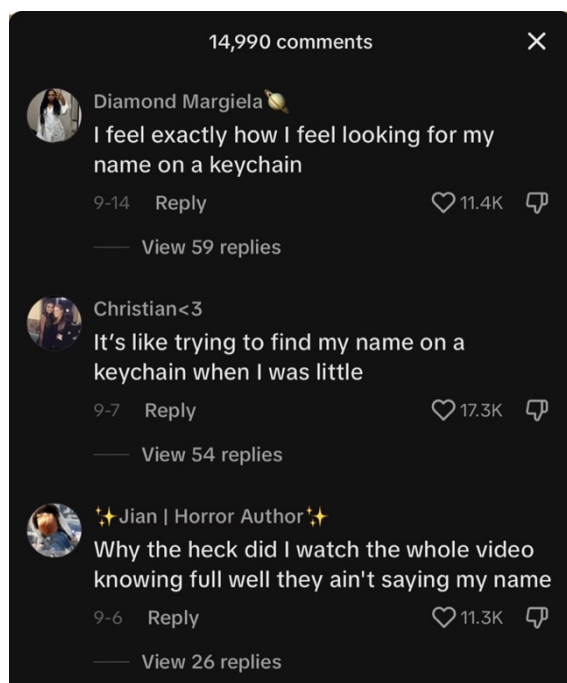 14,990 comments
Diamond Margiela🪐
I feel exactly how I feel looking for my
name on a keychain
9-14 Reply 11.4K
View 59 replies
Christian<3
It's like trying to find my name on a
keychain when I was little
9-7 Reply 17.3K
View 54 replies
✨Jian | Horror Author✨
Why the heck did I watch the whole video
knowing full well they ain't saying my name
9-6 Reply 11.3K
View 26 replies